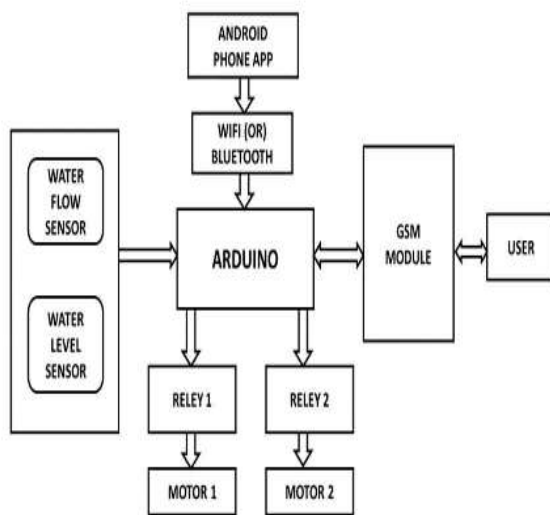 ANDROID
PHONE APP
WIFI (OR)
BLUETOOTH
WATER
FLOW
SENSOR
WATER
LEVEL
SENSOR
ARDUINO
GSM
MODULE
USER
RELEY 1
RELEY 2
MOTOR 1
MOTOR 2